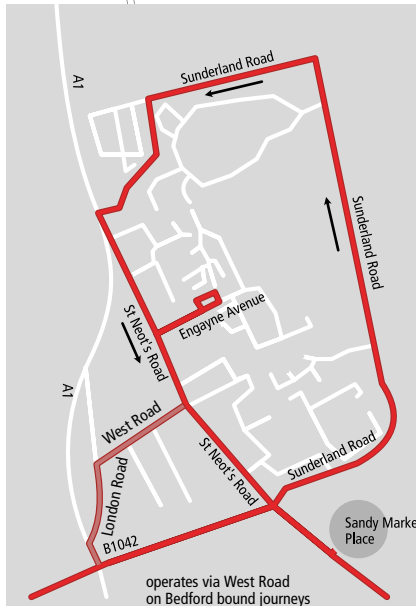 Sunderland Road
A1
Sunderland Road
Engayne Avenue
St Neot's Road
A1
West Road
St Neot's Road
London Road
Sunderland Road
B1042
Sandy Marke
Place
operates via West Road
on Bedford bound journeys